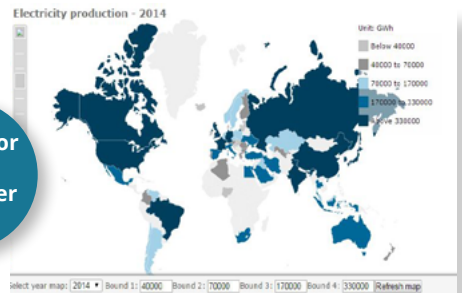 Electricity production - 2014
Unit: GWh
Below 40000
40000 to 70000
70000 to 170000
170000 to 330000
Above 330000
or
er
Select year map: 2014 Bound 1: 40000 Bound 2: 70000 Bound 3: 170000 Bound 4: 330000 Refresh map